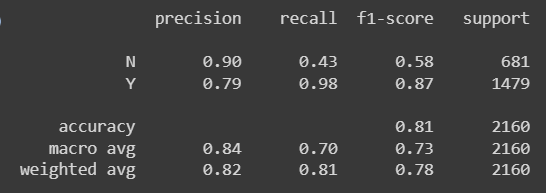 precision recall f1-score support
N 0.90 0.43 0.58 681
Y 0.79 0.98 0.87 1479
accuracy 0.81 2160
macro avg 0.84 0.70 0.73 2160
weighted avg 0.82 0.81 0.78 2160